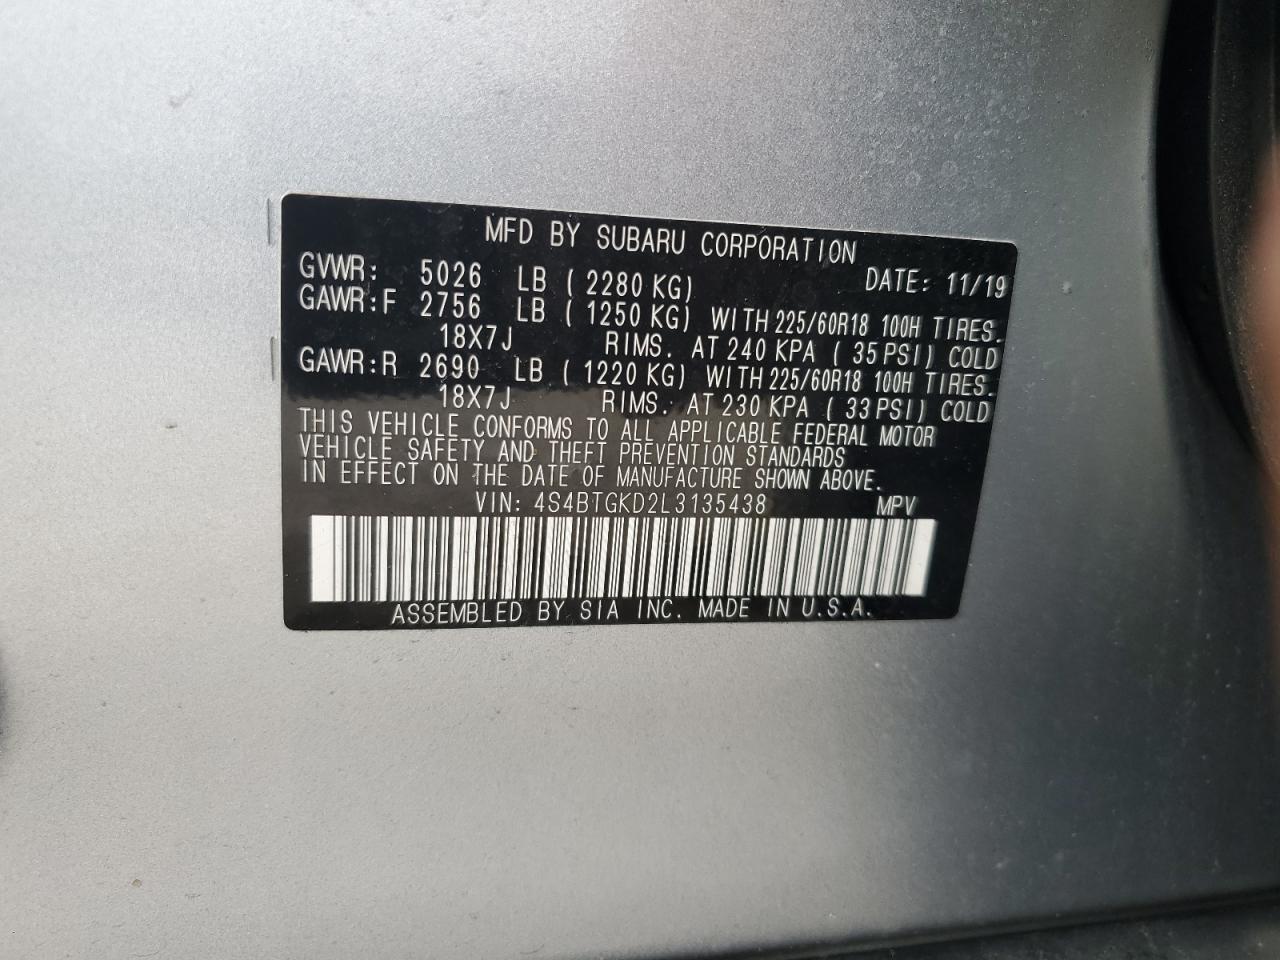 MFD BY SUBARU CORPORATION
GVWR: 5026 LB ( 2280 KG) DATE: 11/19
GAWR:F 2756 LB ( 1250 KG) WITH 225/60R18 100H TIRES.
18X7J RIMS. AT 240 KPA ( 35 PSI) COLD
GAWR:R 2690 LB ( 1220 KG) WITH 225/60R18 100H TIRES.
18X7J RIMS. AT 230 KPA ( 33 PSI) COLD
THIS VEHICLE CONFORMS TO ALL APPLICABLE FEDERAL MOTOR
VEHICLE SAFETY AND THEFT PREVENTION STANDARDS
IN EFFECT ON THE DATE OF MANUFACTURE SHOWN ABOVE.
VIN: 4S4BTGKD2L3135438 MPV
ASSEMBLED BY SIA INC. MADE IN U.S.A.